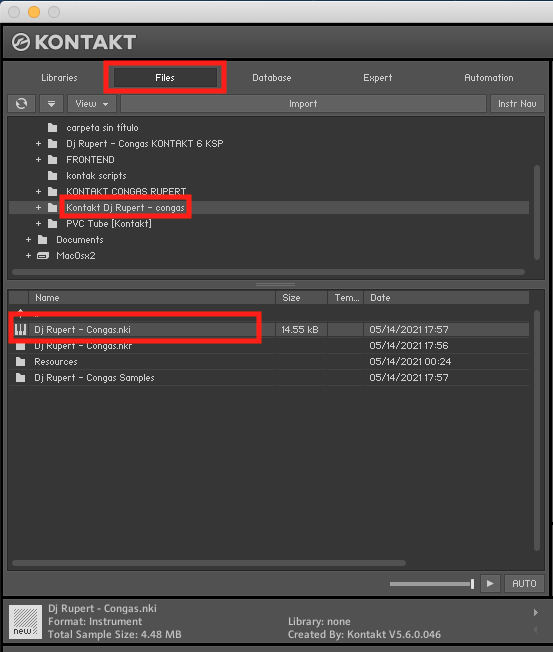 KONTAKT
Libraries Files Database Expert Automation
View Import Instr Nav
carpeta sin título
+ Dj Rupert - Congas KONTAKT 6 KSP
+ FRONTEND
kontak scripts
+ KONTAKT CONGAS RUPERT
+ Kontakt Dj Rupert - congas
+ PVC Tube [Kontakt]
+ Documents
+ MacOsx2
Name Size Tem... Date
..
Dj Rupert - Congas.nki 14.55 kB 05/14/2021 17:57
Dj Rupert - Congas.nkr 05/14/2021 17:56
Resources 05/14/2021 00:24
Dj Rupert - Congas Samples 05/14/2021 17:57
AUTO
new
Dj Rupert - Congas.nki
Format: Instrument Library: none
Total Sample Size: 4.48 MB Created By: Kontakt V5.6.0.046